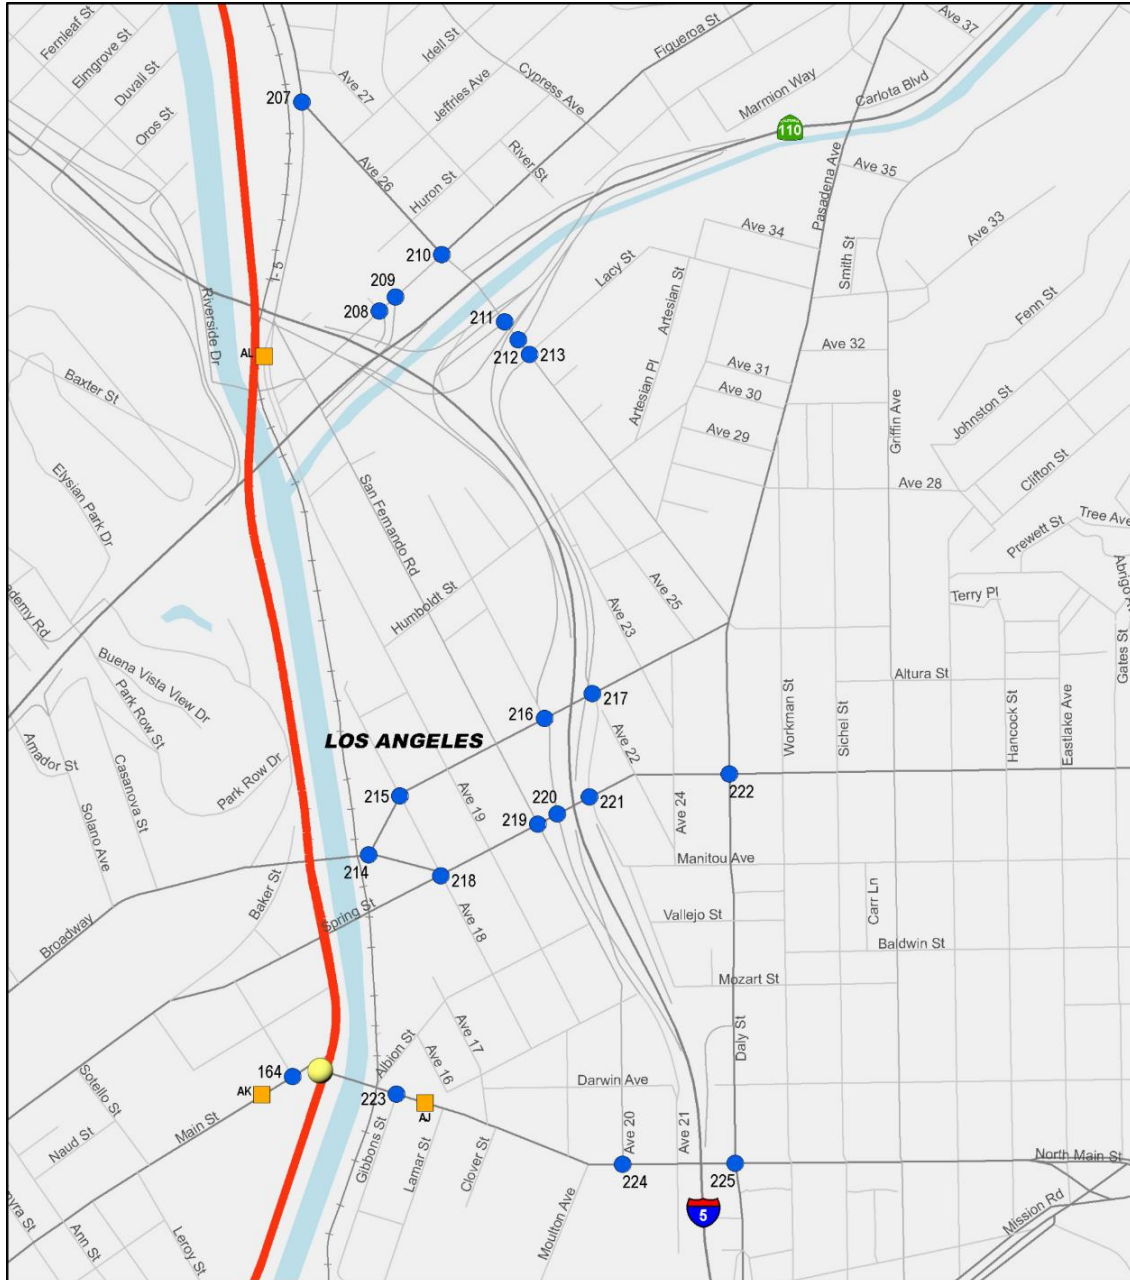 Fernleaf St
Elmgrove St
Duvall St
Oros St
207
Ave 27
Idell St
Jeffries Ave
Cypress Ave
Figueroa St
Ave 37
Marmion Way
Carlota Blvd
110
Ave 26
Huron St
River St
Pasadena Ave
Ave 35
Ave 34
Ave 33
Smith St
210
209
208
I-5
Lacy St
Artesian St
211
212
213
Riverside Dr
AL
Fenn St
Ave 32
Ave 31
Ave 30
Ave 29
Artesian Pl
Baxter St
Griffin Ave
Johnston St
Clifton St
Ave 28
Elysian Park Dr
San Fernando Rd
Prewett St
Tree Ave
Humboldt St
Ave 25
Ave 23
Terry Pl
Gates St
Buena Vista View Dr
Park Row St
Altura St
217
216
LOS ANGELES
Ave 22
Workman St
Sichel St
Hancock St
Eastlake Ave
Amador St
Casanova St
Solano Ave
Park Row Dr
215
Ave 19
220
221
219
222
Ave 24
214
218
Manitou Ave
Baker St
Spring St
Ave 18
Broadway
Vallejo St
Carr Ln
Baldwin St
Mozart St
Daly St
Albion St
Ave 17
Ave 16
164
AK
223
AJ
Darwin Ave
Sotello St
Main St
Naud St
Gibbons St
Lamar St
Clover St
Ave 20
Ave 21
North Main St
224
225
5
Mission Rd
Moulton Ave
Ann St
Leroy St